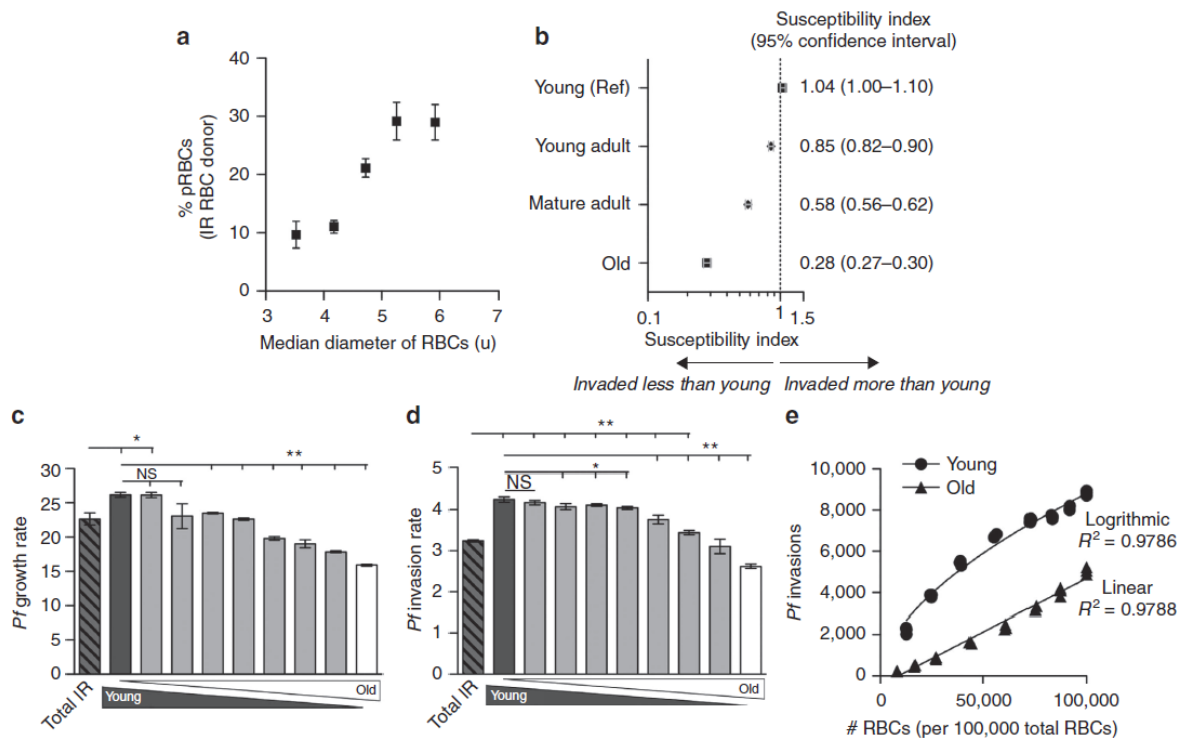 a
40
30
20
10
0
% pRBCs
(IR RBC donor)
3 4 5 6 7
Median diameter of RBCs (u)
b
Susceptibility index
(95% confidence interval)
Young (Ref) 1.04 (1.00–1.10)
Young adult 0.85 (0.82–0.90)
Mature adult 0.58 (0.56–0.62)
Old 0.28 (0.27–0.30)
0.1 1 1.5
Susceptibility index
Invaded less than young Invaded more than young
c
* **
NS
30
25
20
15
10
5
0
Pf growth rate
Total IR
Young
Old
d
**
**
*
NS
5
4
3
2
1
0
Pf invasion rate
Total IR
Young
Old
e
10,000
8,000
6,000
4,000
2,000
0
Pf invasions
Young
Old
Logrithmic
R² = 0.9786
Linear
R² = 0.9788
0 50,000 100,000
# RBCs (per 100,000 total RBCs)